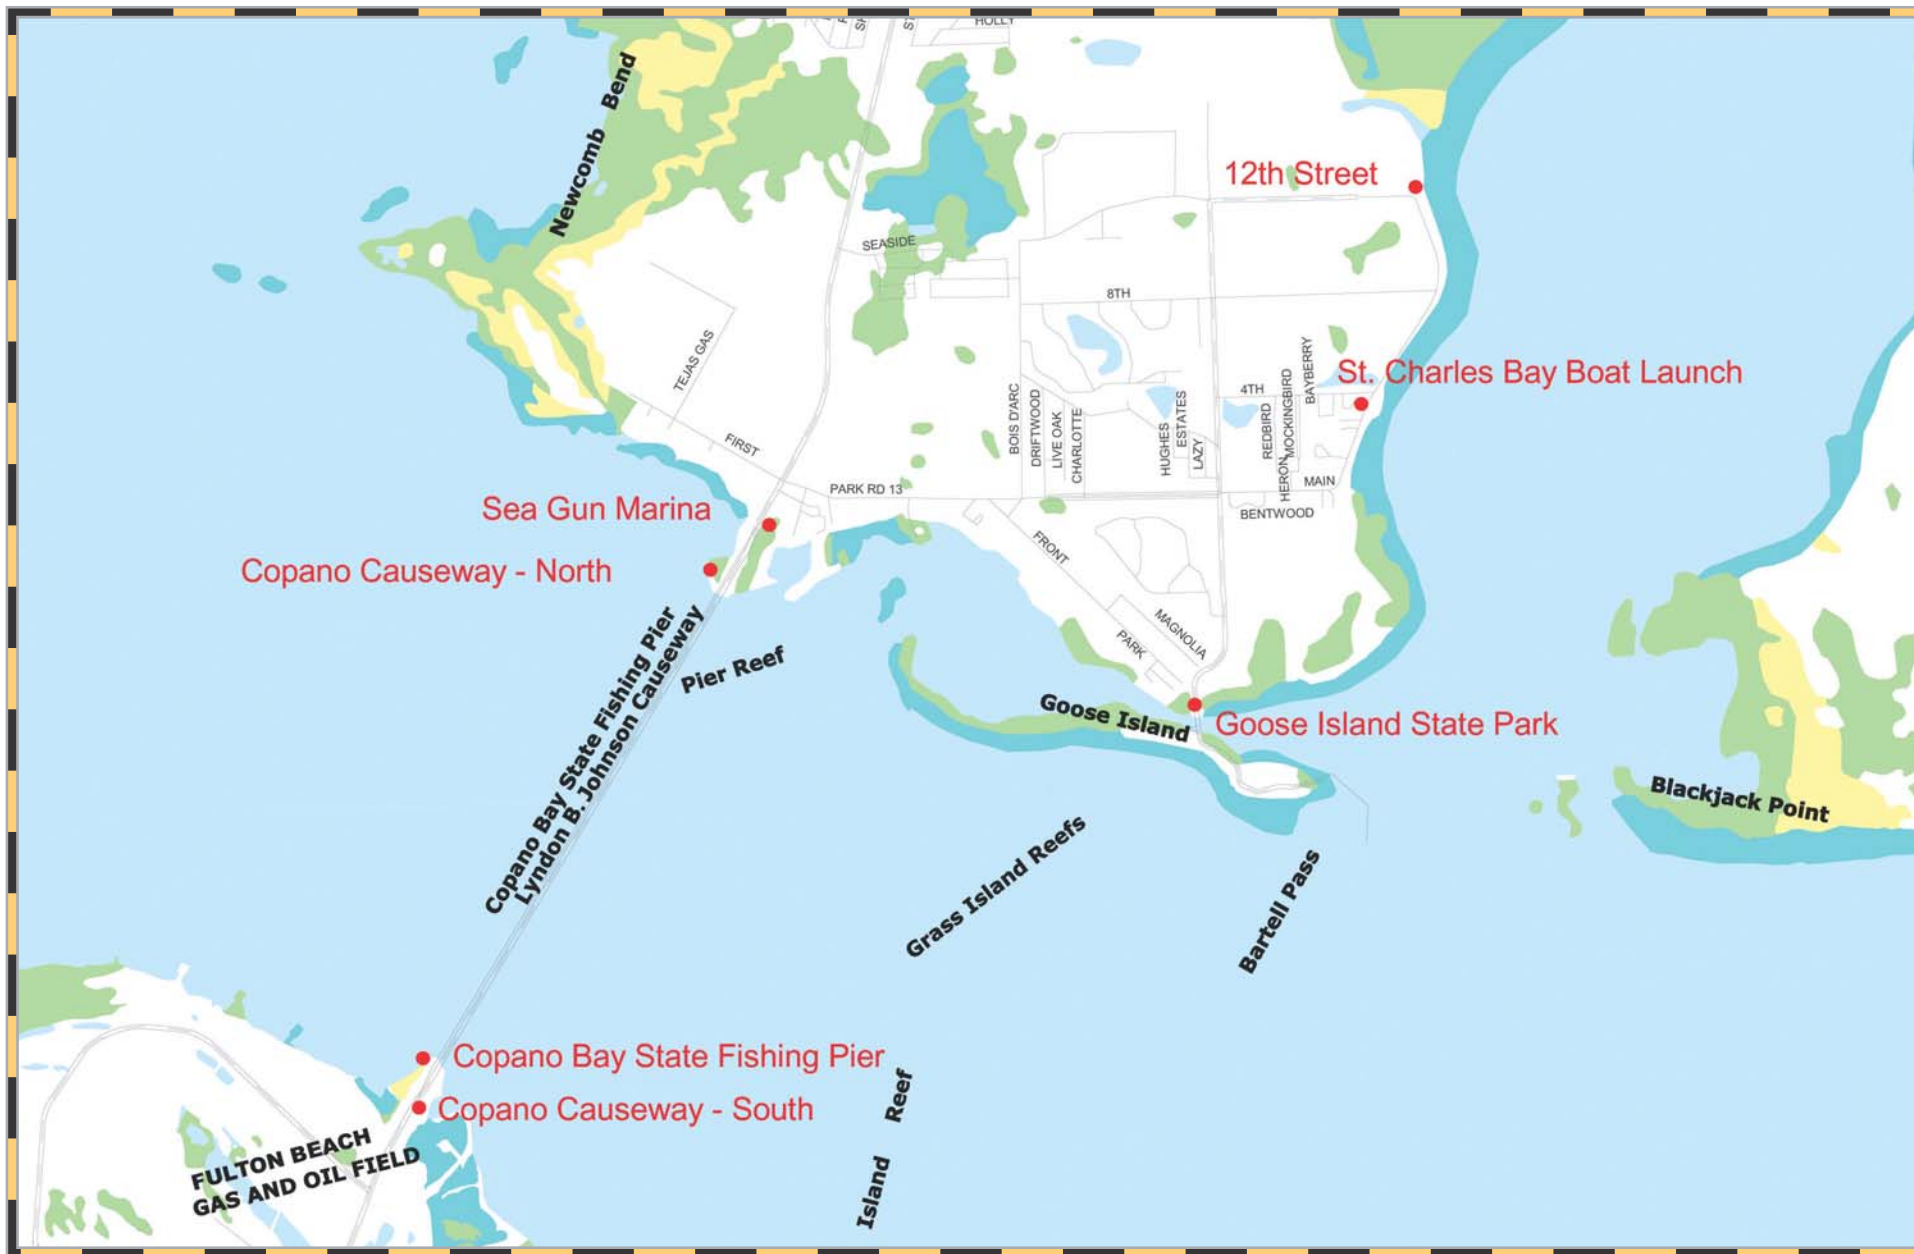 HOLLY
Newcomb Bend
12th Street
SEASIDE
8TH
TEJAS GAS
BAYBERRY
St. Charles Bay Boat Launch
4TH
MOCKINGBIRD
REDBIRD
HERON
BOIS D'ARC
DRIFTWOOD
LIVE OAK
CHARLOTTE
HUGHES
ESTATES
LAZY
FIRST
PARK RD 13
MAIN
BENTWOOD
Sea Gun Marina
FRONT
Copano Causeway - North
MAGNOLIA
PARK
Copano Bay State Fishing Pier
Lyndon B. Johnson Causeway
Pier Reef
Goose Island
Goose Island State Park
Blackjack Point
Grass Island Reefs
Bartell Pass
Copano Bay State Fishing Pier
Copano Causeway - South
Island Reef
FULTON BEACH
GAS AND OIL FIELD